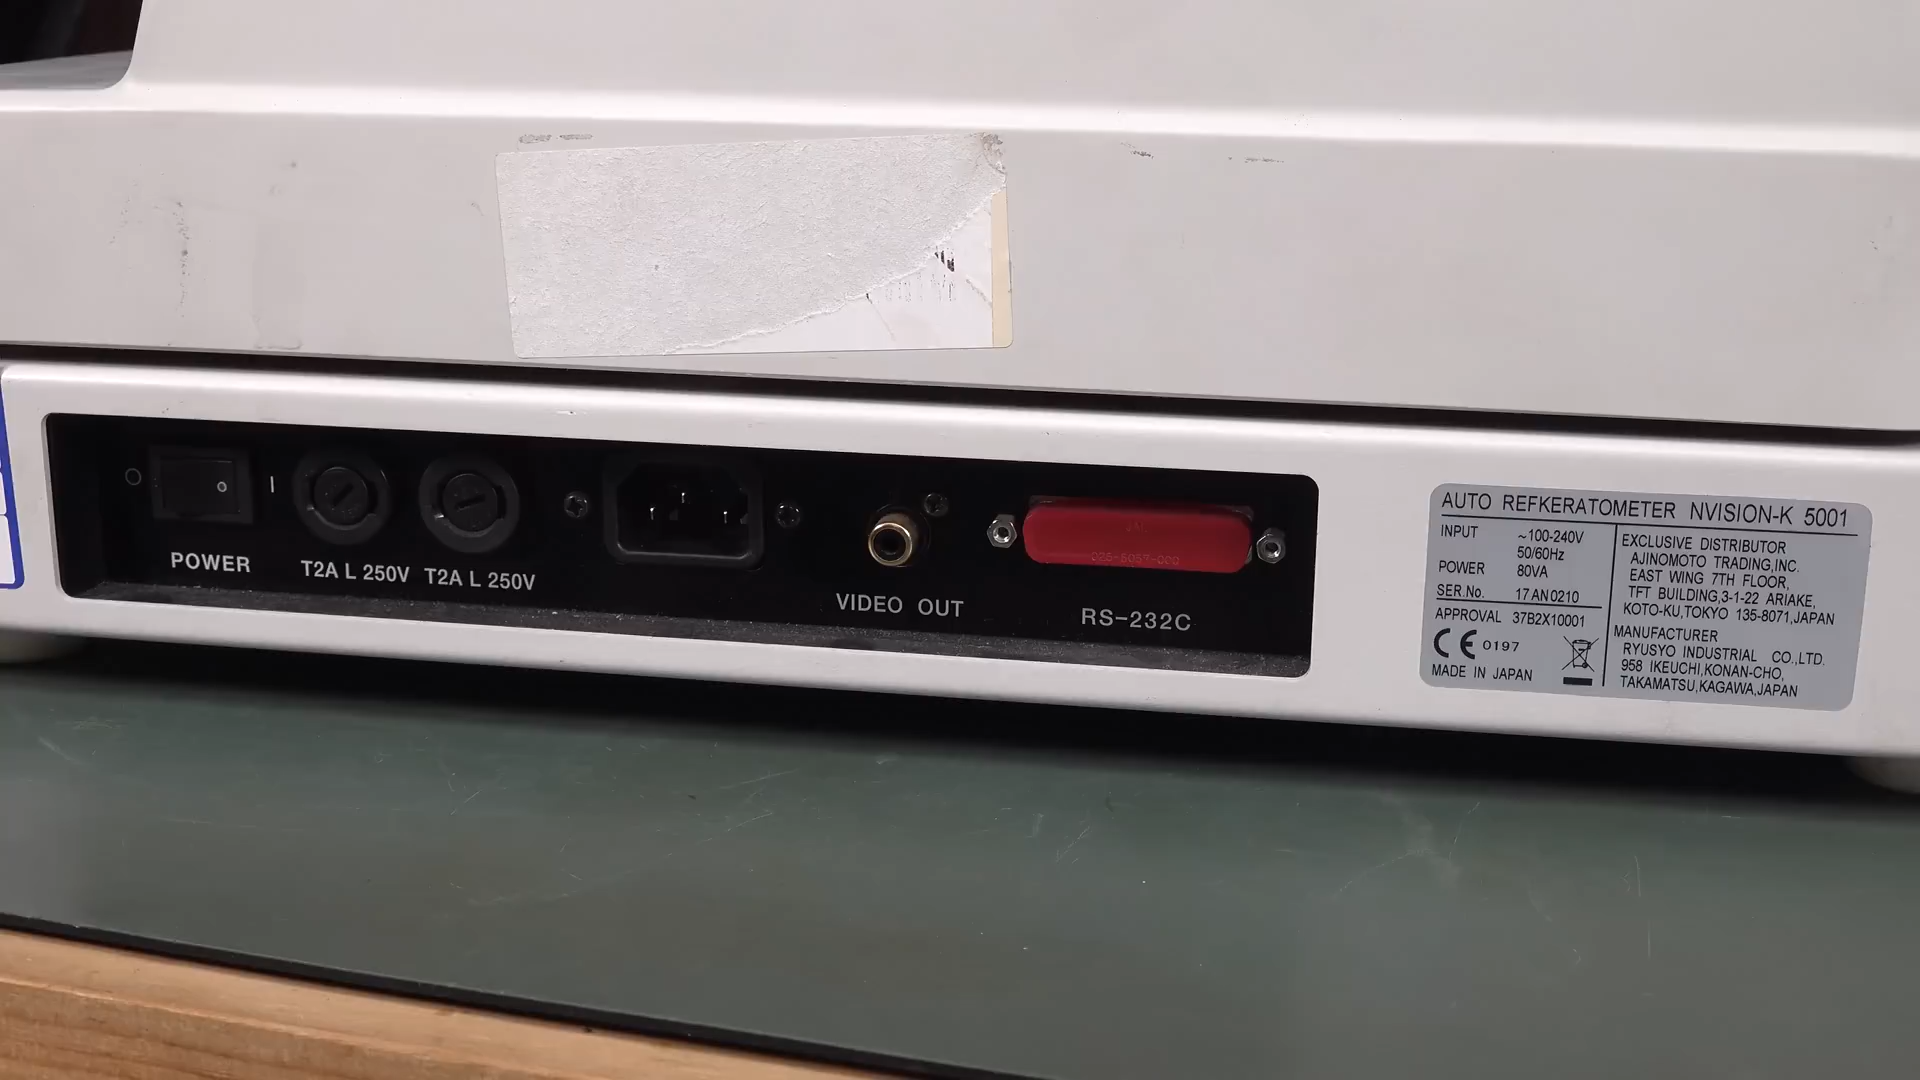 POWER
T2A L 250V
T2A L 250V
VIDEO OUT
RS-232C
AUTO REFKERATOMETER NVISION-K 5001
INPUT ~100-240V
50/60Hz
POWER 80VA
SER.No. 17AN0210
APPROVAL 37B2X10001
CE 0197
MADE IN JAPAN
EXCLUSIVE DISTRIBUTOR
AJINOMOTO TRADING,INC.
EAST WING 7TH FLOOR,
TFT BUILDING,3-1-22 ARIAKE,
KOTO-KU,TOKYO 135-8071,JAPAN
MANUFACTURER
RYUSYO INDUSTRIAL CO.,LTD.
958 IKEUCHI,KONAN-CHO,
TAKAMATSU,KAGAWA,JAPAN